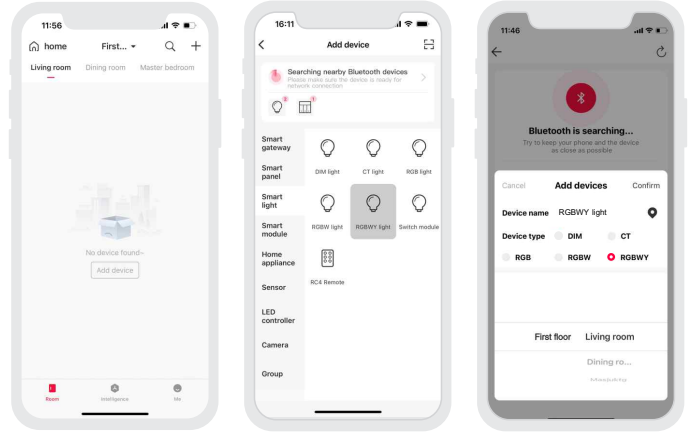 11:56
home
First...
Living room
Dining room
Master bedroom
No device found~
Add device
Room
Intelligence
Me
16:11
Add device
Searching nearby Bluetooth devices
Please make sure the device is ready for
network connection
2
1
Smart
gateway
Smart
panel
Smart
light
Smart
module
Home
appliance
Sensor
LED
controller
Camera
Group
DIM light
CT light
RGB light
RGBW light
RGBWY light
Switch module
RC4 Remote
11:46
Bluetooth is searching...
Try to keep your phone and the device
as close as possible
Cancel
Add devices
Confirm
Device name
RGBWY light
Device type
DIM
CT
RGB
RGBW
RGBWY
First floor
Living room
Dining ro...